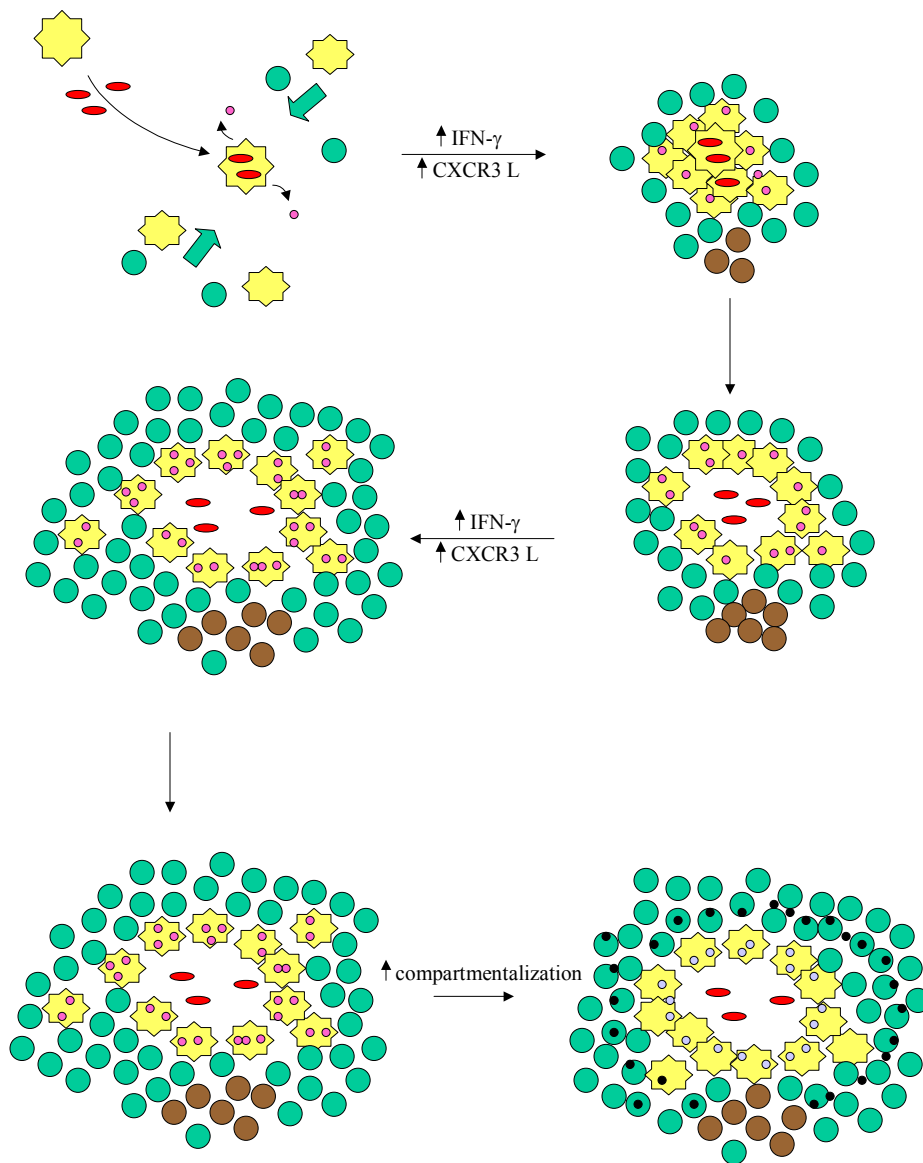 ↑ IFN-γ
↑ CXCR3 L
↑ IFN-γ
↑ CXCR3 L
↑ compartmentalization